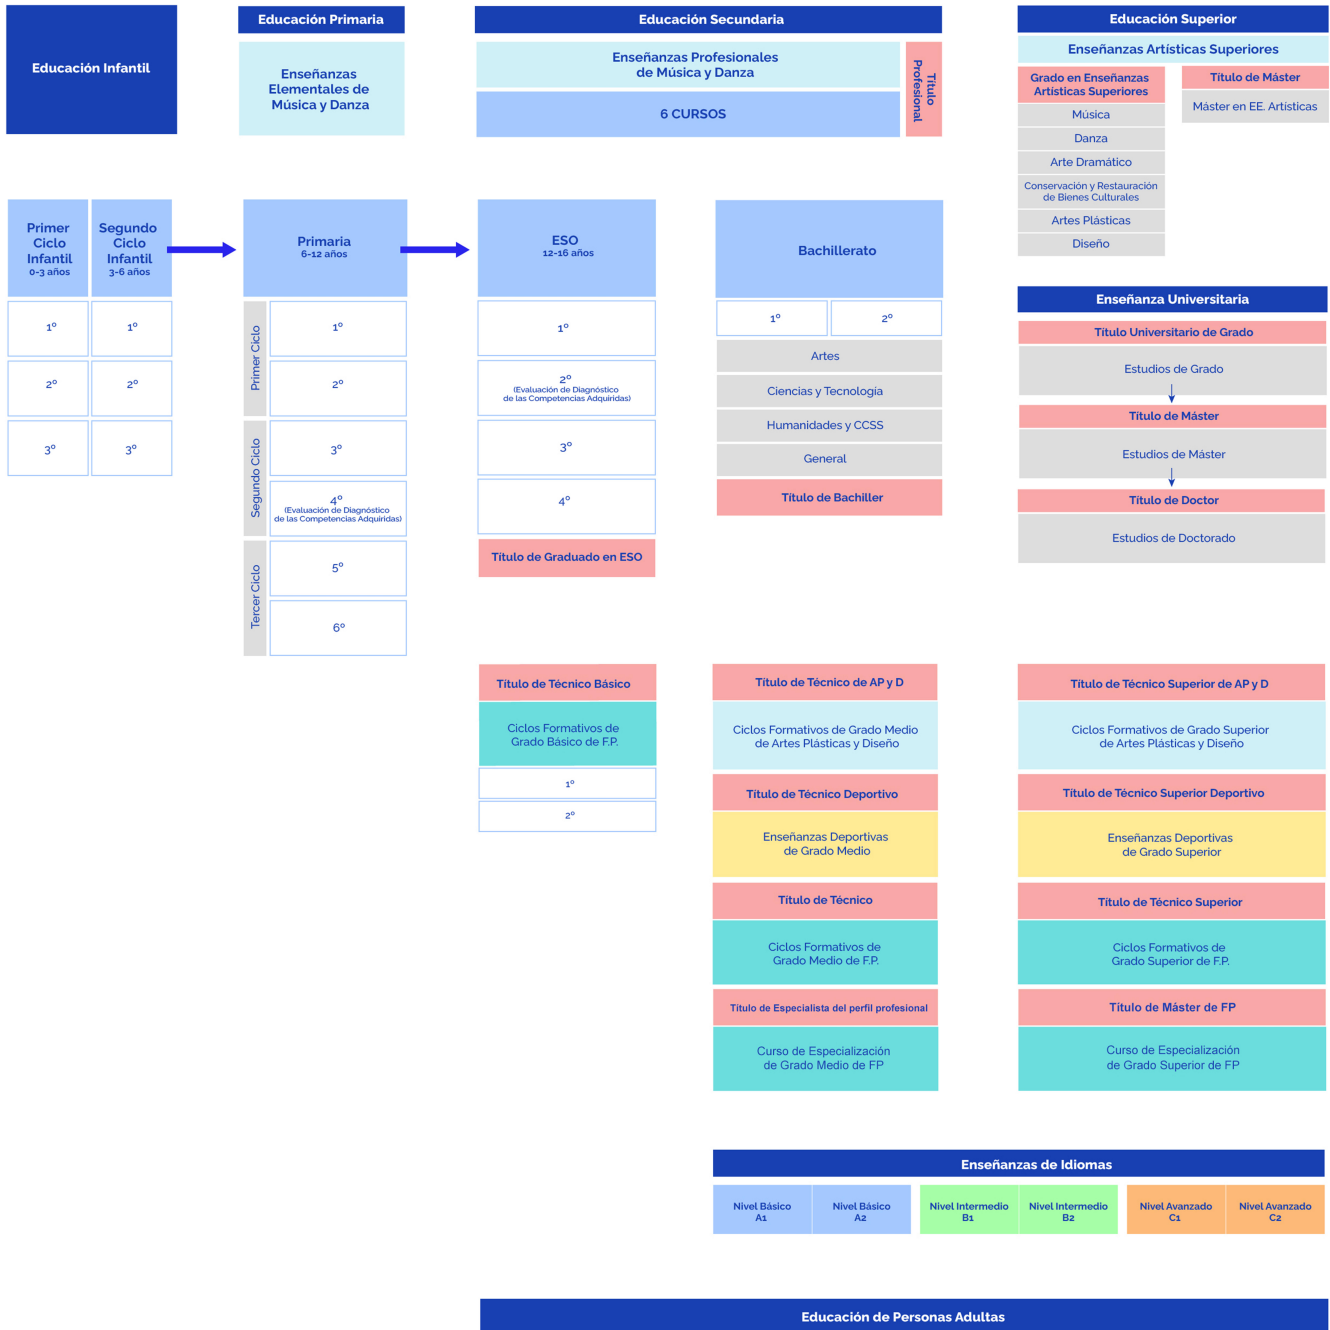 Educación Infantil
Educación Primaria
Enseñanzas
Elementales de
Música y Danza
Educación Secundaria
Enseñanzas Profesionales
de Música y Danza
6 CURSOS
Título
Profesional
Educación Superior
Enseñanzas Artísticas Superiores
Grado en Enseñanzas
Artísticas Superiores
Música
Danza
Arte Dramático
Conservación y Restauración
de Bienes Culturales
Artes Plásticas
Diseño
Título de Máster
Máster en EE. Artísticas
Primer
Ciclo
Infantil
0-3 años
1º
2º
3º
Segundo
Ciclo
Infantil
3-6 años
1º
2º
3º
Primaria
6-12 años
Primer Ciclo
1º
2º
Segundo Ciclo
3º
4º
(Evaluación de Diagnóstico
de las Competencias Adquiridas)
Tercer Ciclo
5º
6º
ESO
12-16 años
1º
2º
(Evaluación de Diagnóstico
de las Competencias Adquiridas)
3º
4º
Título de Graduado en ESO
Bachillerato
1º
2º
Artes
Ciencias y Tecnología
Humanidades y CCSS
General
Título de Bachiller
Enseñanza Universitaria
Título Universitario de Grado
Estudios de Grado
Título de Máster
Estudios de Máster
Título de Doctor
Estudios de Doctorado
Título de Técnico Básico
Ciclos Formativos de
Grado Básico de F.P.
1º
2º
Título de Técnico de AP y D
Ciclos Formativos de Grado Medio
de Artes Plásticas y Diseño
Título de Técnico Deportivo
Enseñanzas Deportivas
de Grado Medio
Título de Técnico
Ciclos Formativos de
Grado Medio de F.P.
Título de Especialista del perfil profesional
Curso de Especialización
de Grado Medio de FP
Título de Técnico Superior de AP y D
Ciclos Formativos de Grado Superior
de Artes Plásticas y Diseño
Título de Técnico Superior Deportivo
Enseñanzas Deportivas
de Grado Superior
Título de Técnico Superior
Ciclos Formativos de
Grado Superior de F.P.
Título de Máster de FP
Curso de Especialización
de Grado Superior de FP
Enseñanzas de Idiomas
Nivel Básico
A1
Nivel Básico
A2
Nivel Intermedio
B1
Nivel Intermedio
B2
Nivel Avanzado
C1
Nivel Avanzado
C2
Educación de Personas Adultas